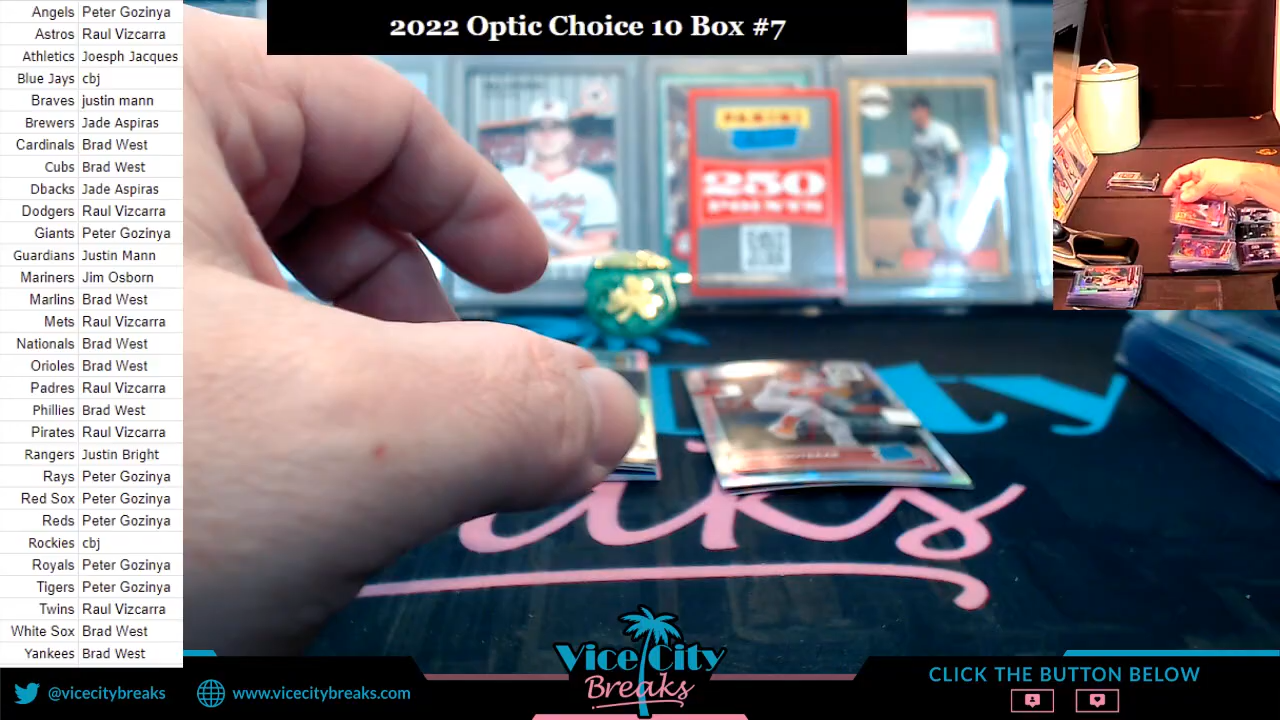 2022 Optic Choice 10 Box #7
Angels Peter Gozinya
Astros Raul Vizcarra
Athletics Joesph Jacques
Blue Jays cbj
Braves justin mann
Brewers Jade Aspiras
Cardinals Brad West
Cubs Brad West
Dbacks Jade Aspiras
Dodgers Raul Vizcarra
Giants Peter Gozinya
Guardians Justin Mann
Mariners Jim Osborn
Marlins Brad West
Mets Raul Vizcarra
Nationals Brad West
Orioles Brad West
Padres Raul Vizcarra
Phillies Brad West
Pirates Raul Vizcarra
Rangers Justin Bright
Rays Peter Gozinya
Red Sox Peter Gozinya
Reds Peter Gozinya
Rockies cbj
Royals Peter Gozinya
Tigers Peter Gozinya
Twins Raul Vizcarra
White Sox Brad West
Yankees Brad West
PANINI
250
POINTS
@vicecitybreaks
www.vicecitybreaks.com
Vice City
Breaks
CLICK THE BUTTON BELOW